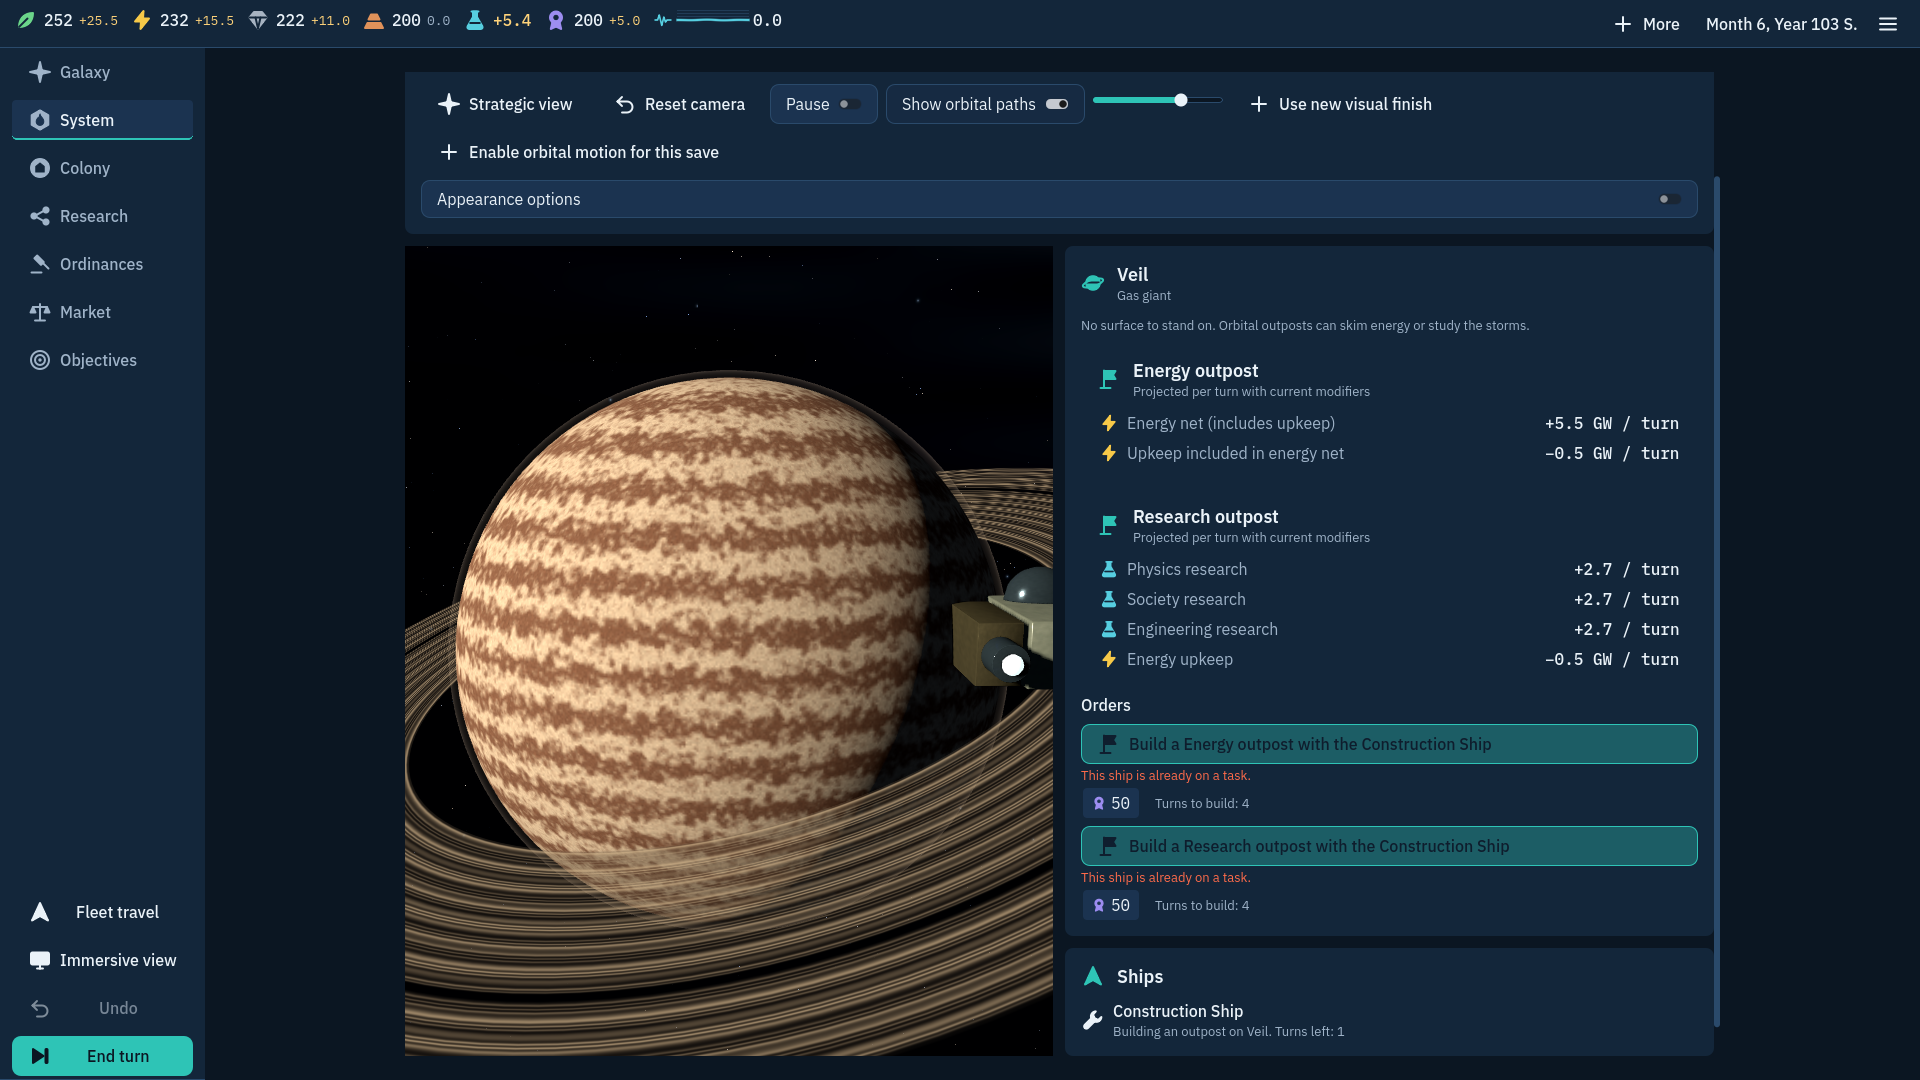 252 +25.5 232 +15.5 222 +11.0 200 0.0 +5.4 200 +5.0 0.0 More Month 6, Year 103 S.
Galaxy
System
Colony
Research
Ordinances
Market
Objectives
Fleet travel
Immersive view
Undo
End turn
Strategic view Reset camera Pause Show orbital paths Use new visual finish
Enable orbital motion for this save
Appearance options
Veil
Gas giant
No surface to stand on. Orbital outposts can skim energy or study the storms.
Energy outpost
Projected per turn with current modifiers
Energy net (includes upkeep) +5.5 GW / turn
Upkeep included in energy net −0.5 GW / turn
Research outpost
Projected per turn with current modifiers
Physics research +2.7 / turn
Society research +2.7 / turn
Engineering research +2.7 / turn
Energy upkeep −0.5 GW / turn
Orders
Build a Energy outpost with the Construction Ship
This ship is already on a task.
50 Turns to build: 4
Build a Research outpost with the Construction Ship
This ship is already on a task.
50 Turns to build: 4
Ships
Construction Ship
Building an outpost on Veil. Turns left: 1